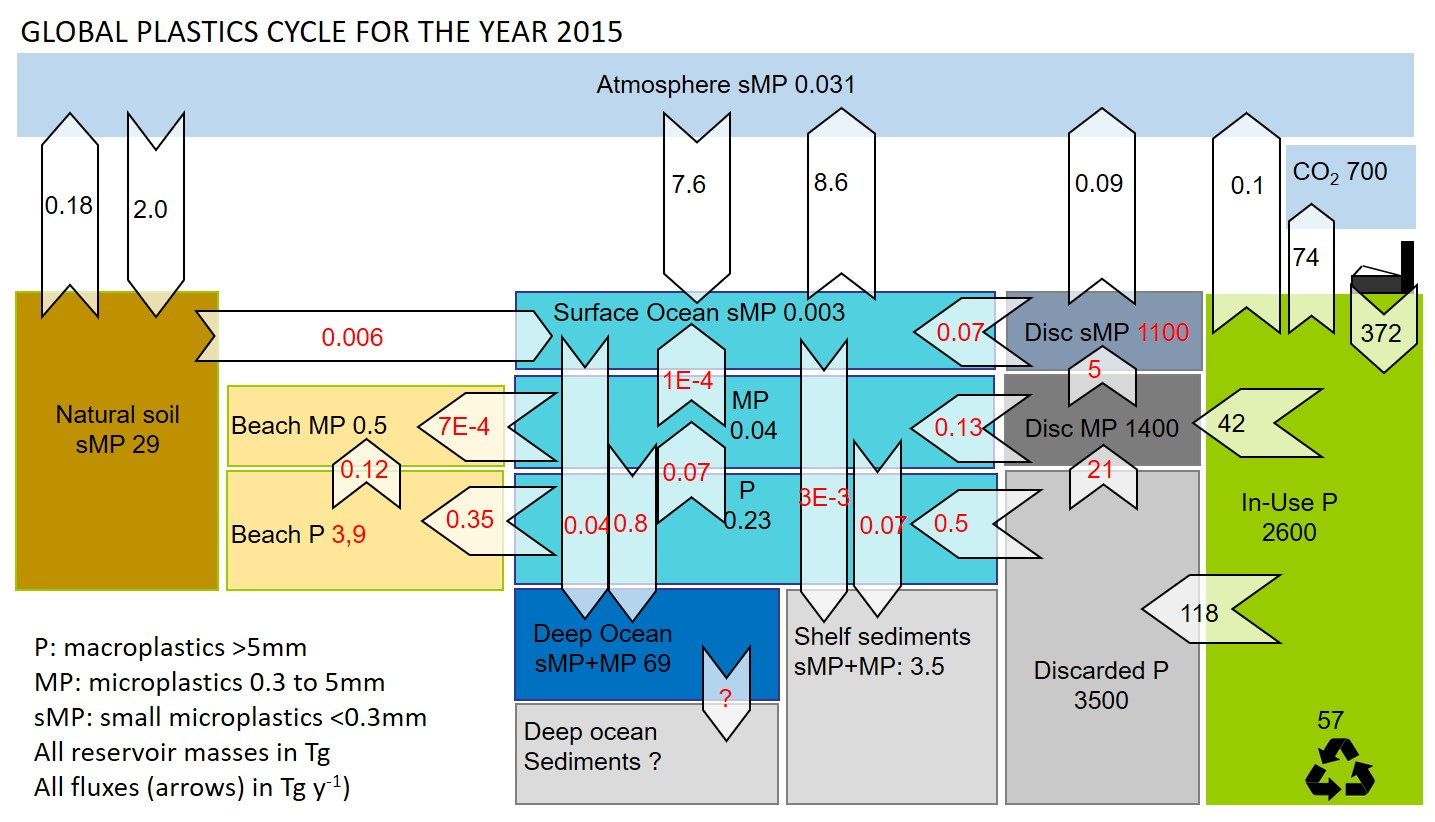 GLOBAL PLASTICS CYCLE FOR THE YEAR 2015
Atmosphere sMP 0.031
CO₂ 700
0.18
2.0
7.6
8.6
0.09
0.1
74
372
Surface Ocean sMP 0.003
0.006
0.07
Disc sMP 1100
5
1E-4
Natural soil
sMP 29
Beach MP 0.5
7E-4
MP
0.04
0.13
Disc MP 1400
42
0.12
0.07
21
Beach P 3,9
0.35
0.04
0.8
P
0.23
3E-3
0.07
0.5
In-Use P
2600
118
Deep Ocean
sMP+MP 69
?
Shelf sediments
sMP+MP: 3.5
Discarded P
3500
Deep ocean
Sediments ?
57
P: macroplastics >5mm
MP: microplastics 0.3 to 5mm
sMP: small microplastics <0.3mm
All reservoir masses in Tg
All fluxes (arrows) in Tg y⁻¹)